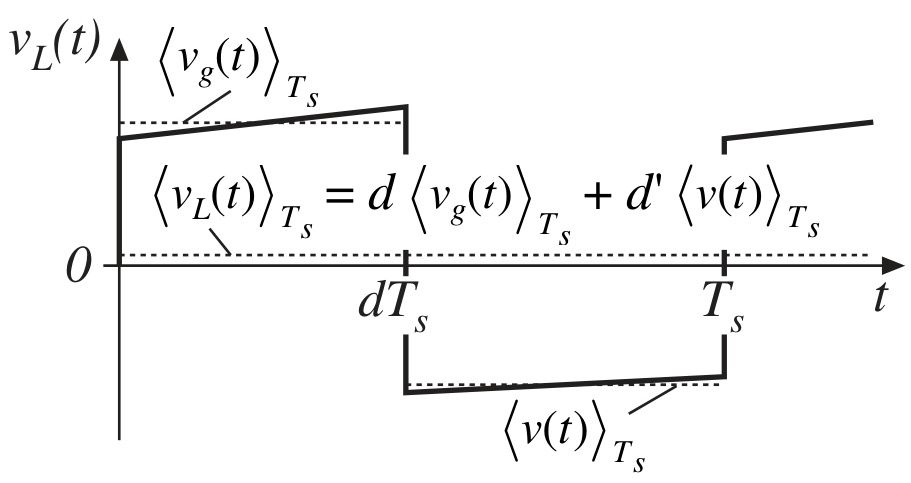 v_L(t)
⟨v_g(t)⟩_{T_s}
⟨v_L(t)⟩_{T_s} = d ⟨v_g(t)⟩_{T_s} + d' ⟨v(t)⟩_{T_s}
0
dT_s
T_s
t
⟨v(t)⟩_{T_s}